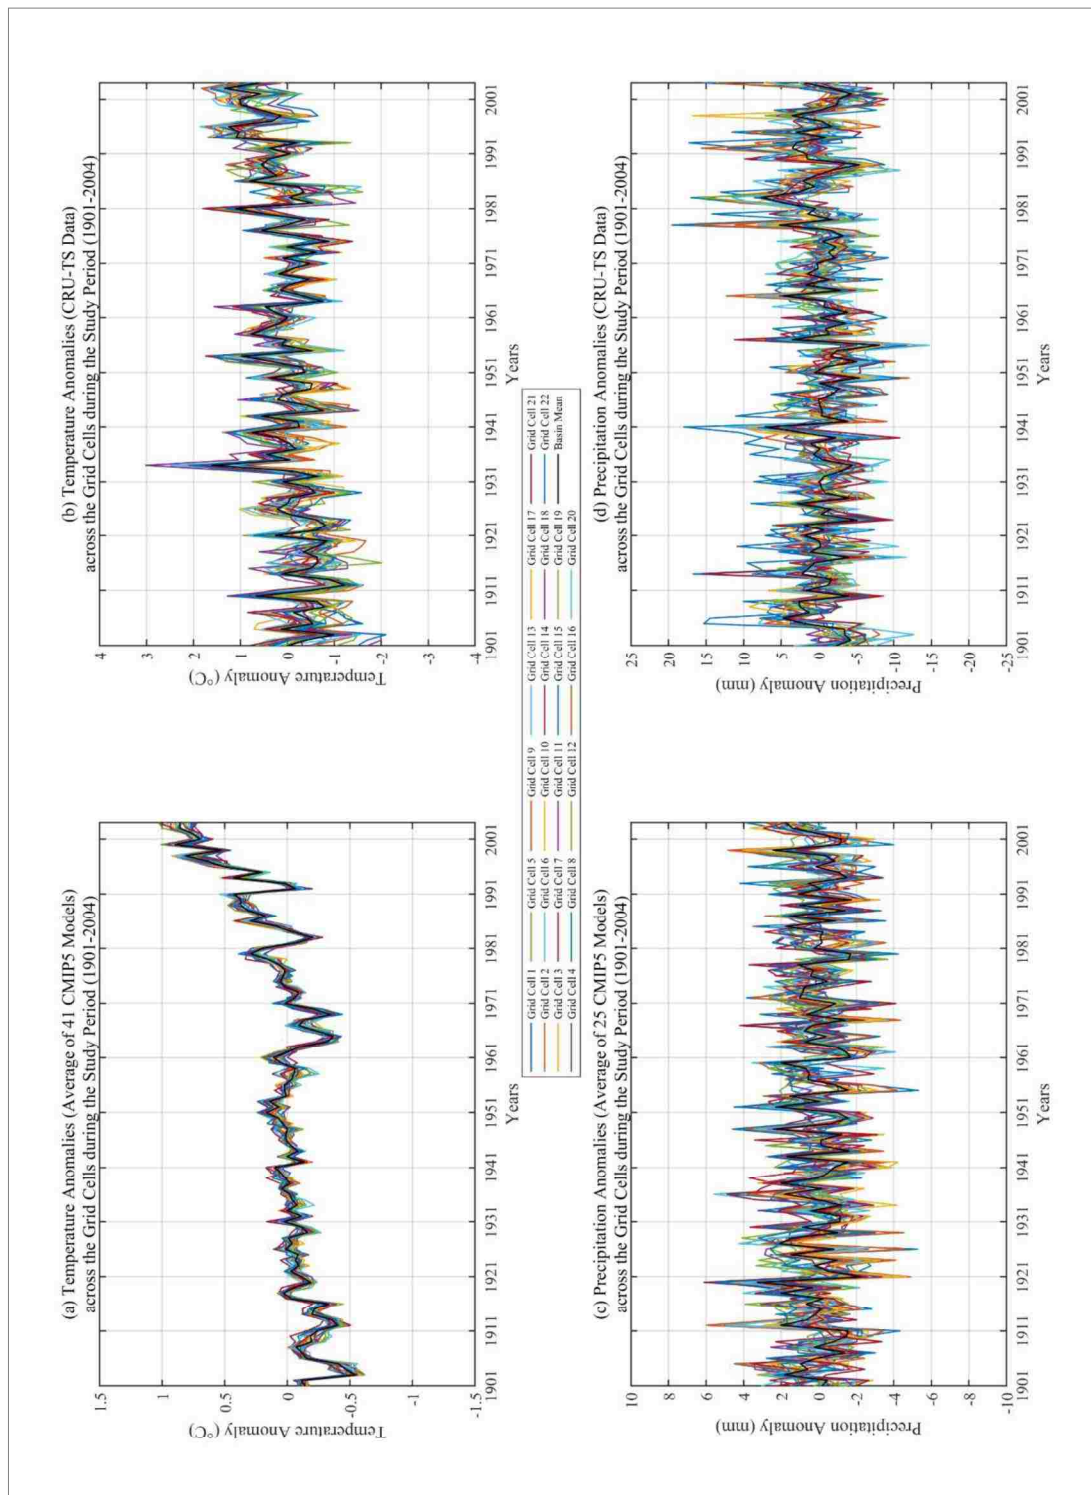 (a) Temperature Anomalies (Average of 41 CMIP5 Models)
across the Grid Cells during the Study Period (1901-2004)
Temperature Anomaly (°C)
1.5
1
0.5
0
-0.5
-1
-1.5
1901 1911 1921 1931 1941 1951 1961 1971 1981 1991 2001
Years
(b) Temperature Anomalies (CRU-TS Data)
across the Grid Cells during the Study Period (1901-2004)
Temperature Anomaly (°C)
4
3
2
1
0
-1
-2
-3
-4
1901 1911 1921 1931 1941 1951 1961 1971 1981 1991 2001
Years
Grid Cell 1 Grid Cell 5 Grid Cell 9 Grid Cell 13 Grid Cell 17 Grid Cell 21
Grid Cell 2 Grid Cell 6 Grid Cell 10 Grid Cell 14 Grid Cell 18 Grid Cell 22
Grid Cell 3 Grid Cell 7 Grid Cell 11 Grid Cell 15 Grid Cell 19 Basin Mean
Grid Cell 4 Grid Cell 8 Grid Cell 12 Grid Cell 16 Grid Cell 20
(c) Precipitation Anomalies (Average of 25 CMIP5 Models)
across the Grid Cells during the Study Period (1901-2004)
Precipitation Anomaly (mm)
10
8
6
4
2
0
-2
-4
-6
-8
-10
1901 1911 1921 1931 1941 1951 1961 1971 1981 1991 2001
Years
(d) Precipitation Anomalies (CRU-TS Data)
across the Grid Cells during the Study Period (1901-2004)
Precipitation Anomaly (mm)
25
20
15
10
5
0
-5
-10
-15
-20
-25
1901 1911 1921 1931 1941 1951 1961 1971 1981 1991 2001
Years